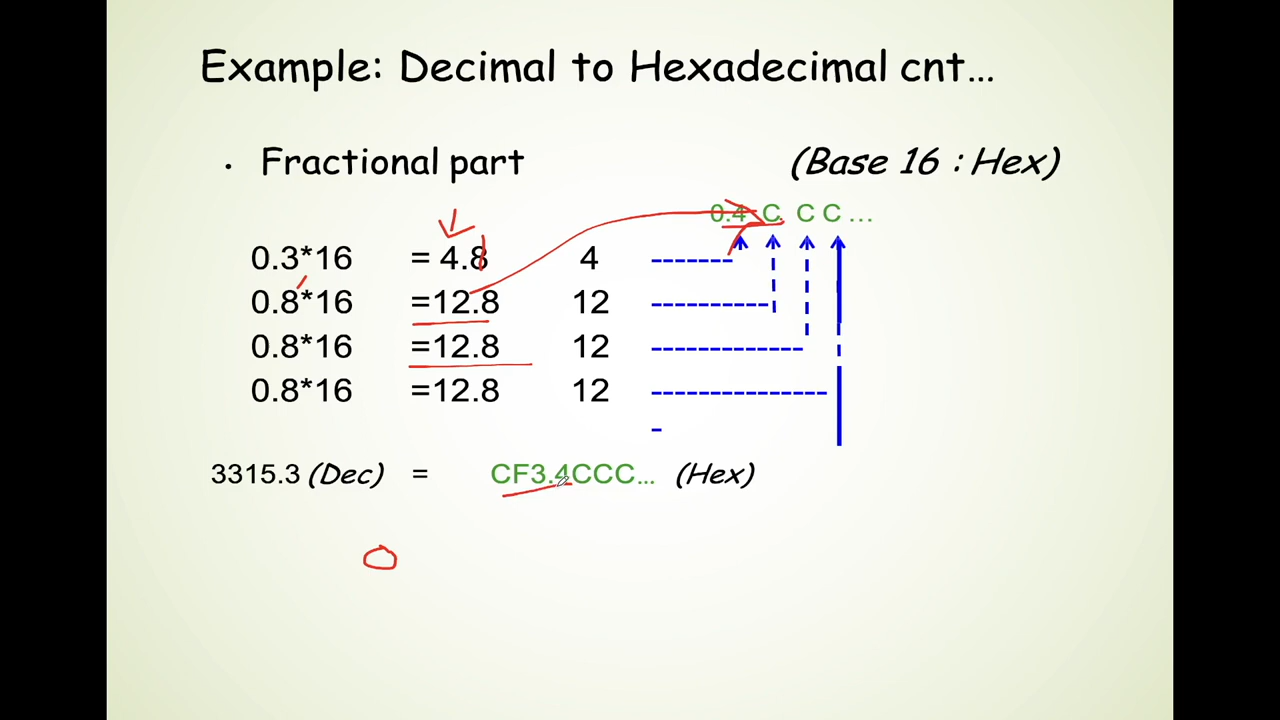 Example: Decimal to Hexadecimal cnt...
• Fractional part (Base 16 : Hex)
0.4 C C C ...
0.3*16 = 4.8 4 -------
0.8*16 =12.8 12 ----------
0.8*16 =12.8 12 -------------
0.8*16 =12.8 12 ---------------
-
3315.3 (Dec) = CF3.4CCC... (Hex)